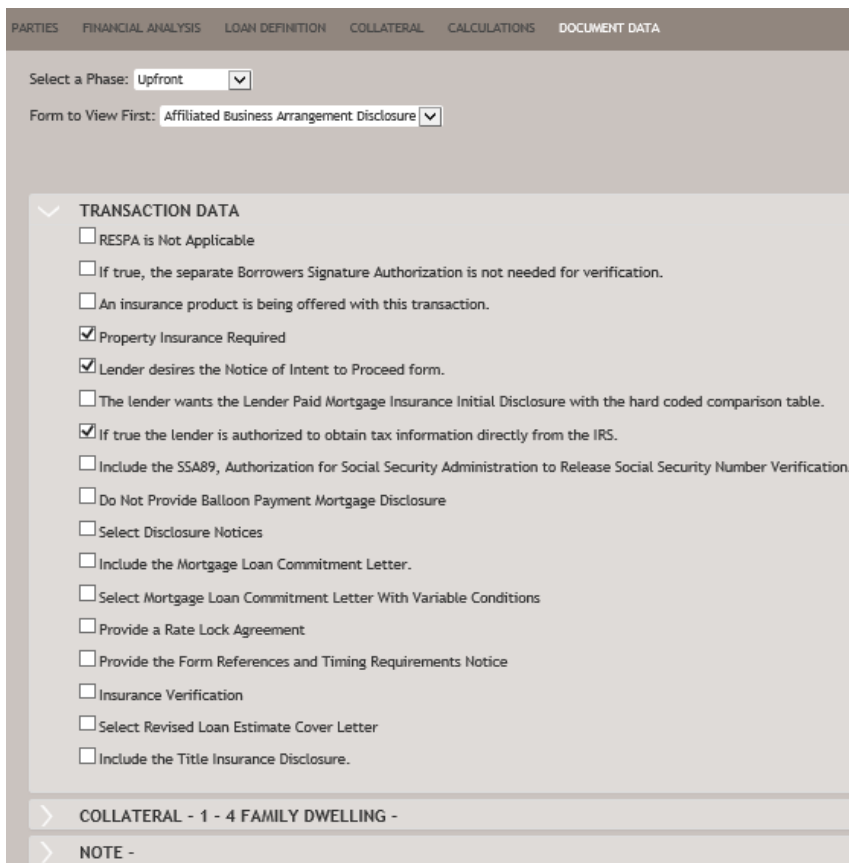 PARTIES FINANCIAL ANALYSIS LOAN DEFINITION COLLATERAL CALCULATIONS DOCUMENT DATA
Select a Phase: Upfront
Form to View First: Affiliated Business Arrangement Disclosure
TRANSACTION DATA
RESPA is Not Applicable
If true, the separate Borrowers Signature Authorization is not needed for verification.
An insurance product is being offered with this transaction.
Property Insurance Required
Lender desires the Notice of Intent to Proceed form.
The lender wants the Lender Paid Mortgage Insurance Initial Disclosure with the hard coded comparison table.
If true the lender is authorized to obtain tax information directly from the IRS.
Include the SSA89, Authorization for Social Security Administration to Release Social Security Number Verification.
Do Not Provide Balloon Payment Mortgage Disclosure
Select Disclosure Notices
Include the Mortgage Loan Commitment Letter.
Select Mortgage Loan Commitment Letter With Variable Conditions
Provide a Rate Lock Agreement
Provide the Form References and Timing Requirements Notice
Insurance Verification
Select Revised Loan Estimate Cover Letter
Include the Title Insurance Disclosure.
COLLATERAL - 1 - 4 FAMILY DWELLING -
NOTE -